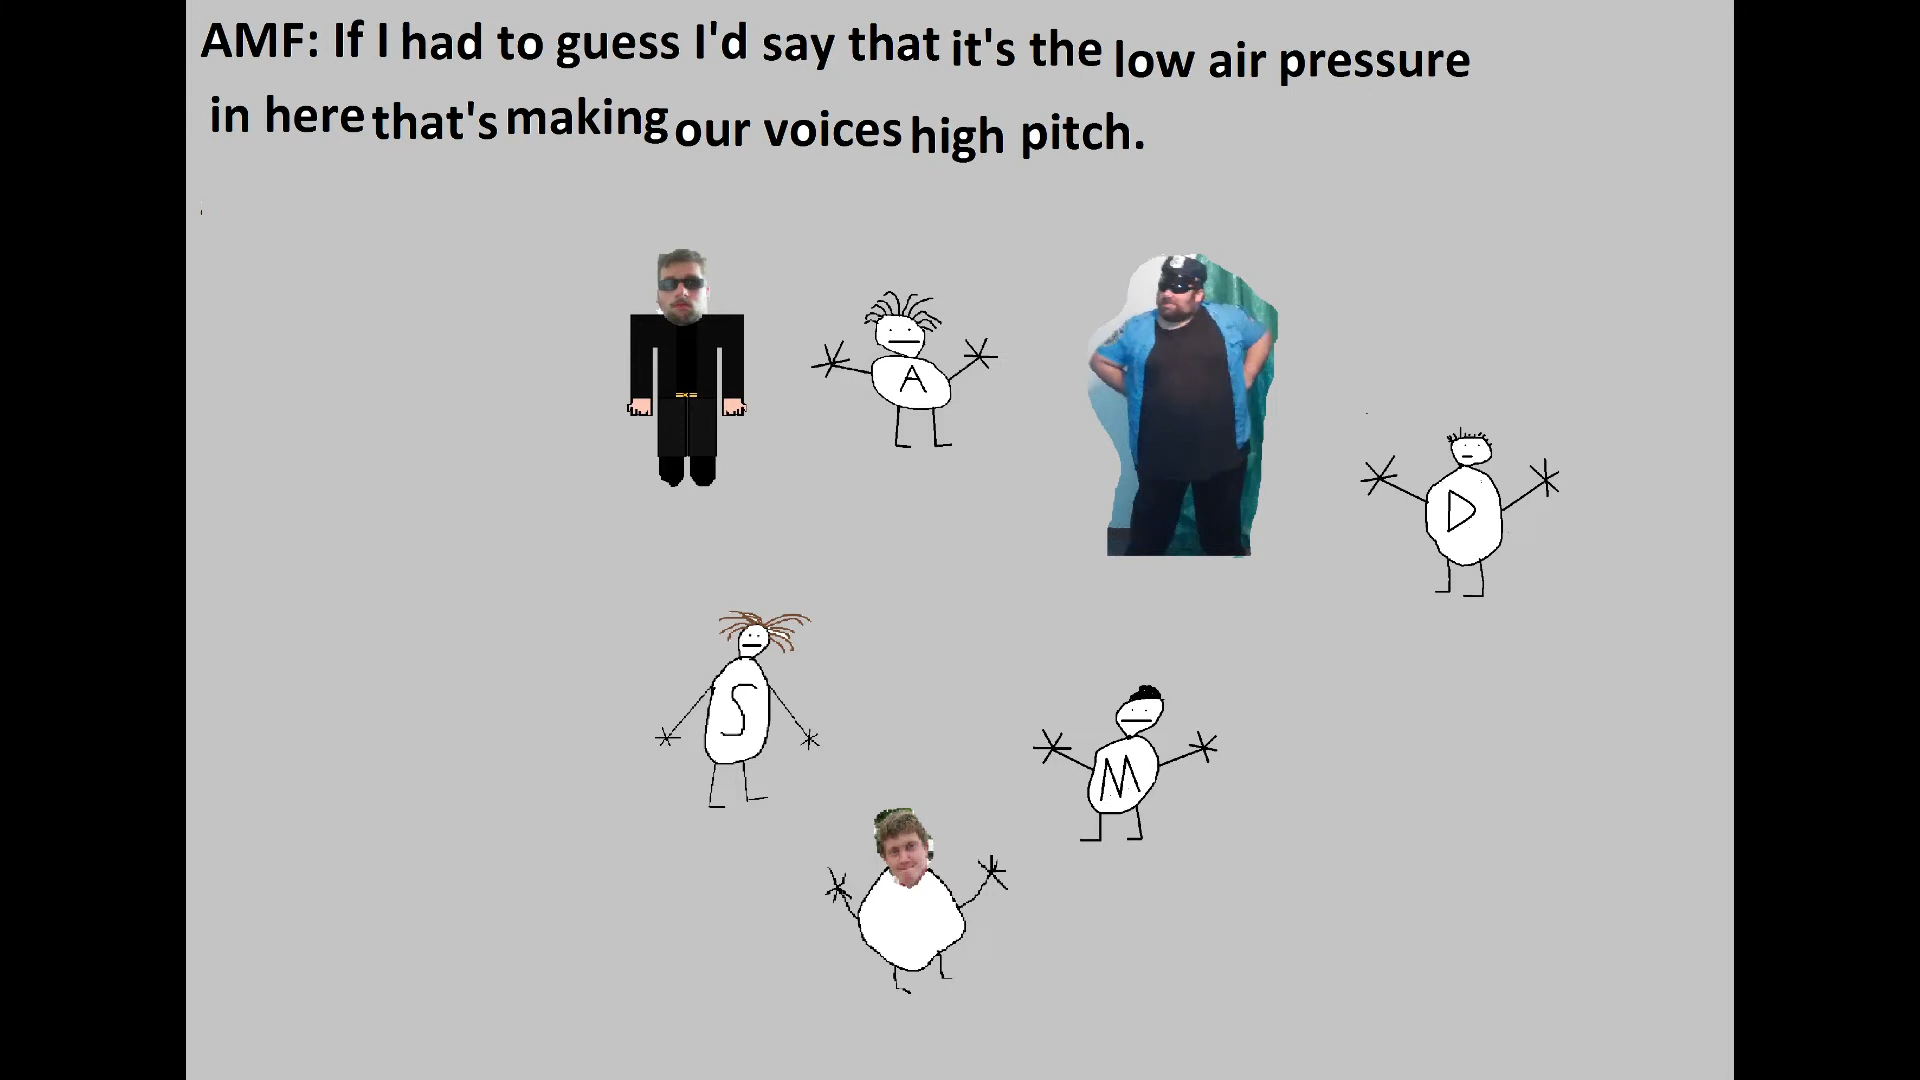 AMF: If I had to guess I'd say that it's the low air pressure
in here that's making our voices high pitch.
A
D
S
M